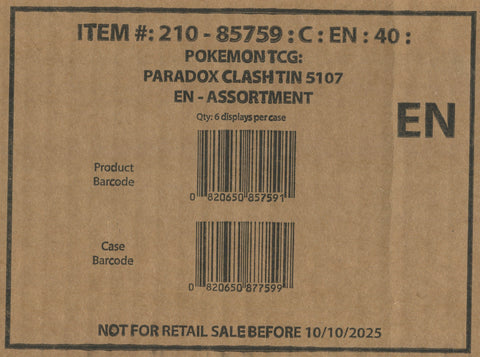 ITEM #: 210 - 85759 : C : EN : 40 :
POKEMON TCG:
PARADOX CLASH TIN 5107
EN - ASSORTMENT
Qty: 6 displays per case
EN
Product
Barcode
0 820650 857591
Case
Barcode
0 820650 877599
NOT FOR RETAIL SALE BEFORE 10/10/2025